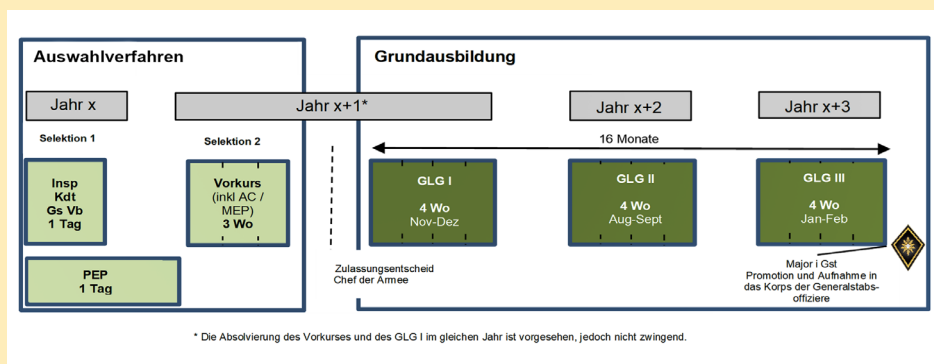 Auswahlverfahren
Grundausbildung
Jahr x
Jahr x+1*
Jahr x+2
Jahr x+3
Selektion 1
Selektion 2
16 Monate
Insp
Kdt
Gs Vb
1 Tag
Vorkurs
(inkl AC /
MEP)
3 Wo
GLG I
4 Wo
Nov-Dez
GLG II
4 Wo
Aug-Sept
GLG III
4 Wo
Jan-Feb
PEP
1 Tag
Zulassungsentscheid
Chef der Armee
Major i Gst
Promotion und Aufnahme in
das Korps der Generalstabs-
offiziere
* Die Absolvierung des Vorkurses und des GLG I im gleichen Jahr ist vorgesehen, jedoch nicht zwingend.